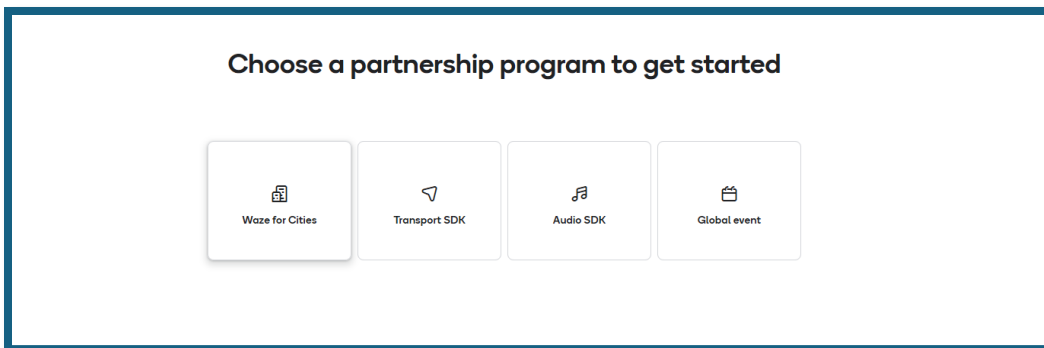 Choose a partnership program to get started
Waze for Cities
Transport SDK
Audio SDK
Global event